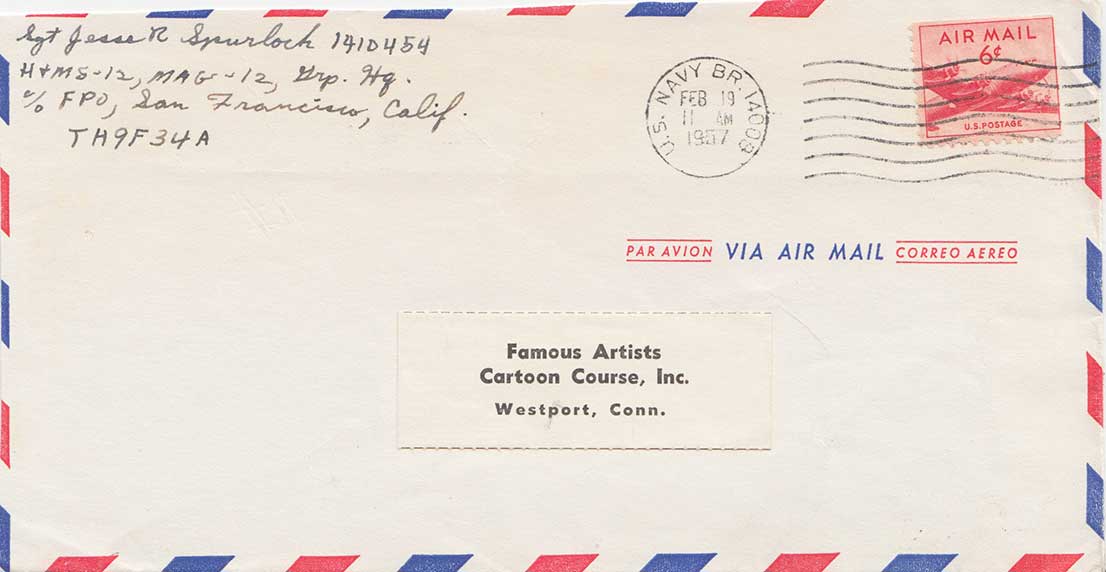 Sgt Jesse R Spurlock 1410454
H+MS-12, MAG-12, Grp. Hq.
c/o FPO, San Francisco, Calif.
TH9F34A
U.S. NAVY BR. 14008
FEB 19
11 AM
1957
AIR MAIL
6¢
U.S. POSTAGE
PAR AVION VIA AIR MAIL CORREO AEREO
Famous Artists
Cartoon Course, Inc.
Westport, Conn.